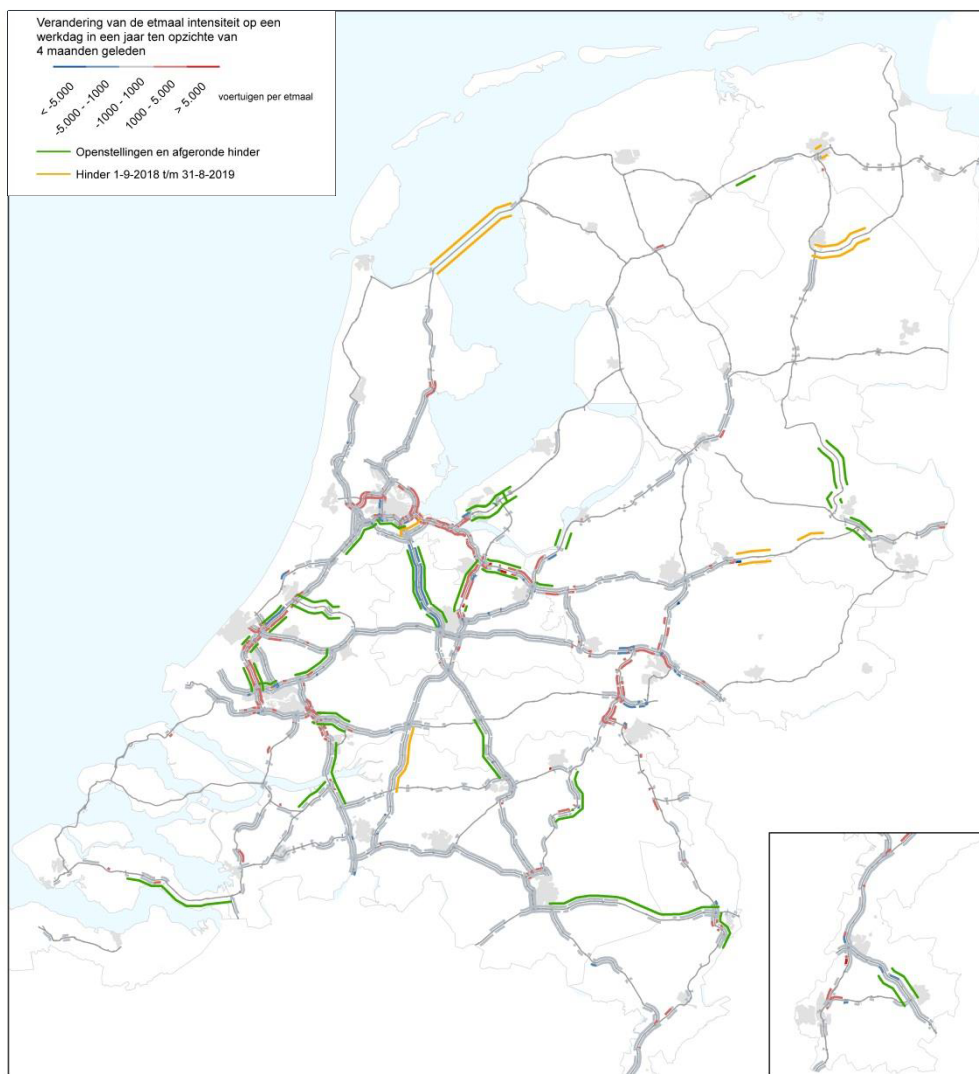 Verandering van de etmaal intensiteit op een
werkdag in een jaar ten opzichte van
4 maanden geleden
< -5.000
-5.000 - -1000
-1000 - 1000
1000 - 5.000
> 5.000
voertuigen per etmaal
Openstellingen en afgeronde hinder
Hinder 1-9-2018 t/m 31-8-2019